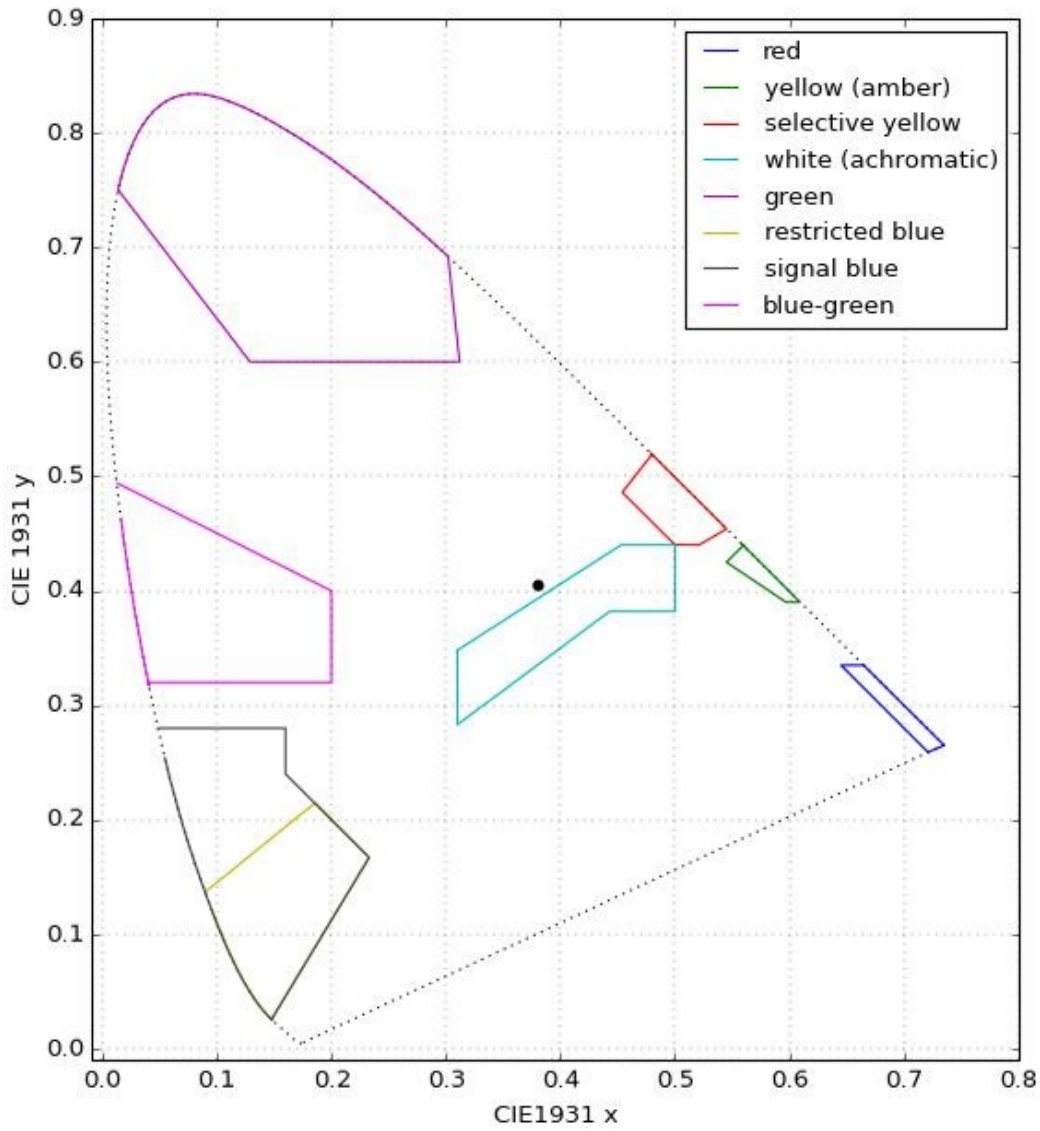 0.9
0.8
0.7
0.6
0.5
0.4
0.3
0.2
0.1
0.0
CIE 1931 y
red
yellow (amber)
selective yellow
white (achromatic)
green
restricted blue
signal blue
blue-green
0.0 0.1 0.2 0.3 0.4 0.5 0.6 0.7 0.8
CIE1931 x